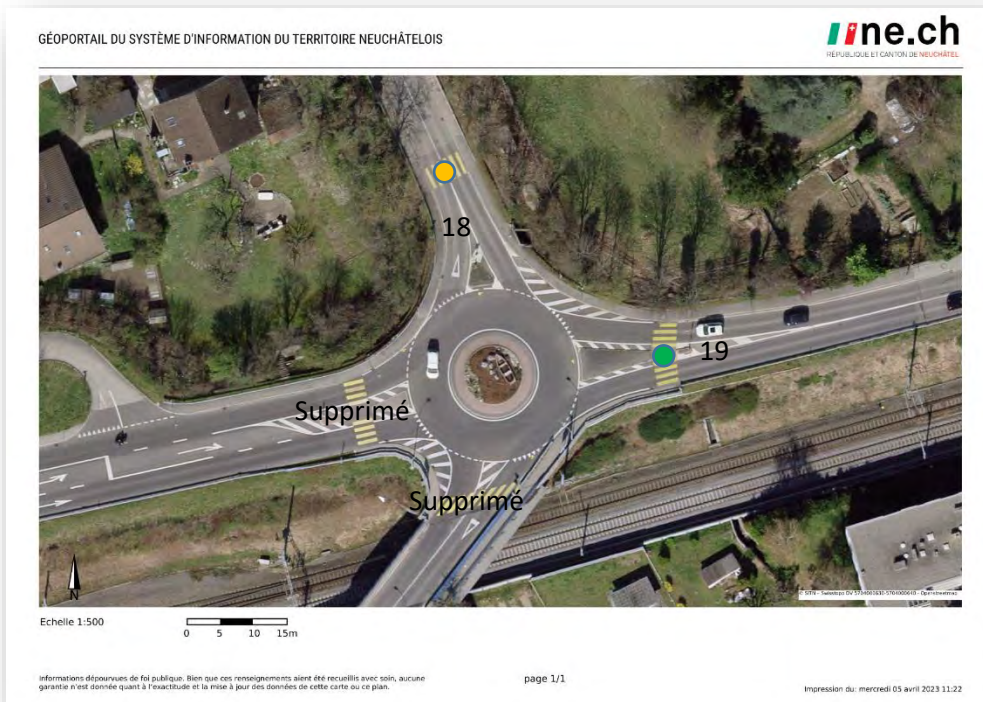 GÉOPORTAIL DU SYSTÈME D'INFORMATION DU TERRITOIRE NEUCHÂTELOIS
ne.ch
RÉPUBLIQUE ET CANTON DE NEUCHÂTEL
18
19
Supprimé
Supprimé
N
Echelle 1:500
0 5 10 15m
Informations dépourvues de foi publique. Bien que ces renseignements aient été recueillis avec soin, aucune
garantie n'est donnée quant à l'exactitude et la mise à jour des données de cette carte ou ce plan.
page 1/1
Impression du: mercredi 05 avril 2023 11:22